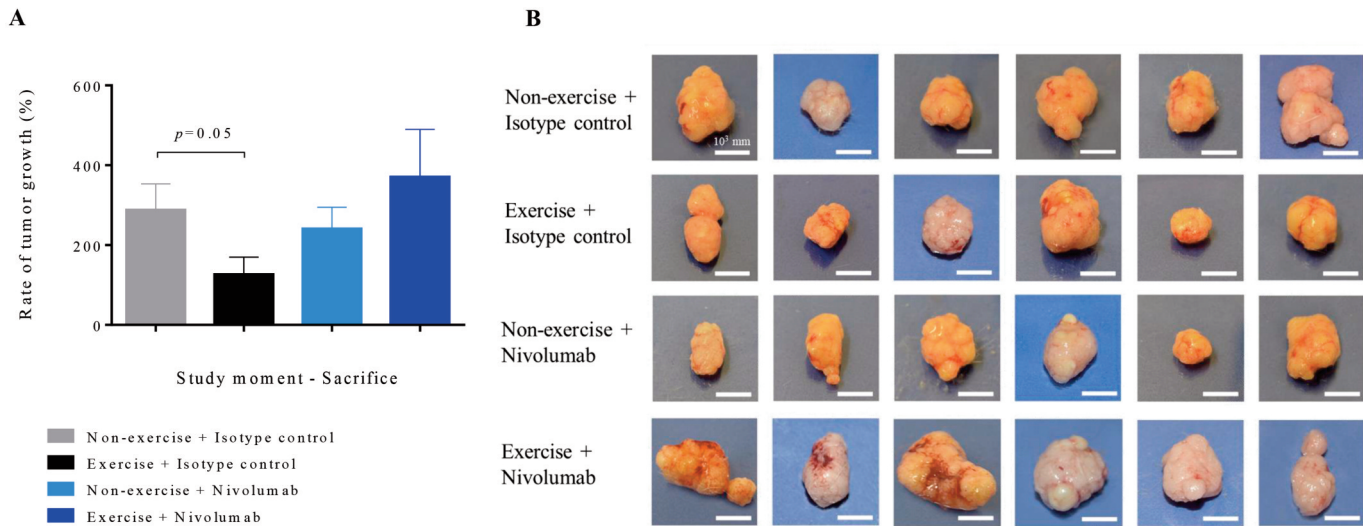 A
B
Rate of tumor growth (%)
600
400
200
0
p=0.05
Study moment - Sacrifice
Non-exercise + Isotype control
Exercise + Isotype control
Non-exercise + Nivolumab
Exercise + Nivolumab
Non-exercise +
Isotype control
10³ mm
Exercise +
Isotype control
Non-exercise +
Nivolumab
Exercise +
Nivolumab